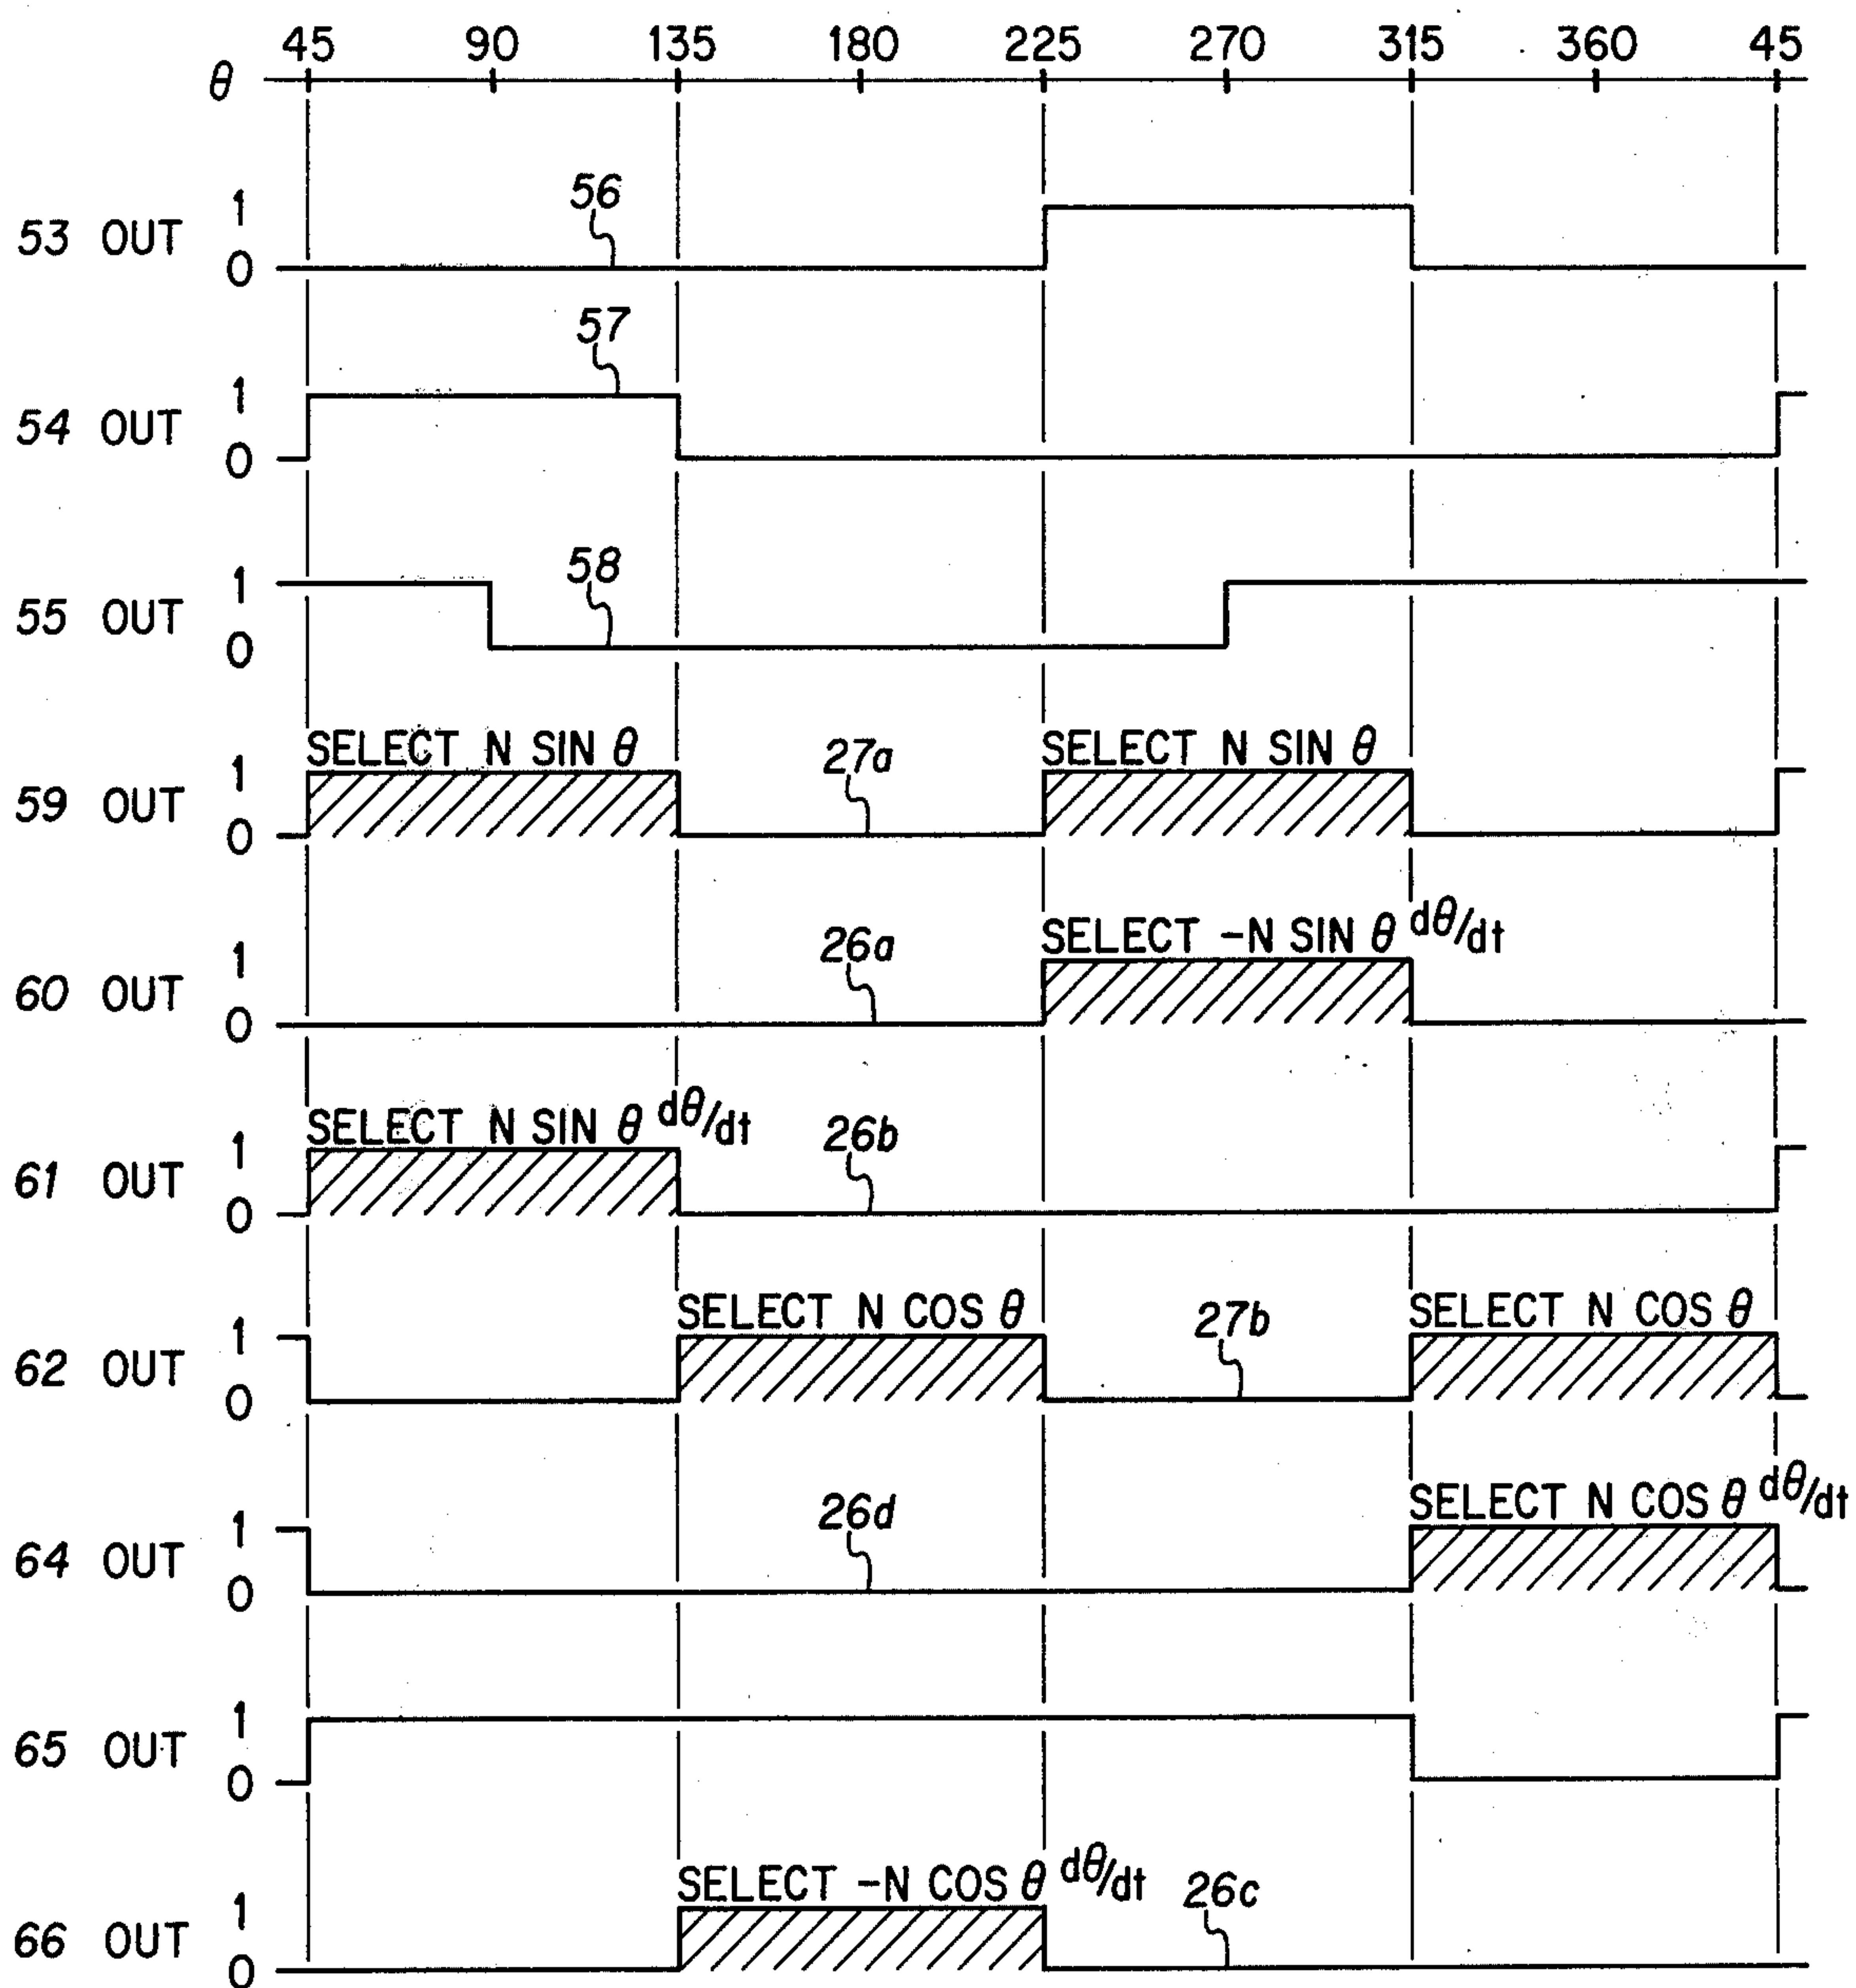 45 90 135 180 225 270 315 360 45
θ
56
53 OUT 1 0
57
54 OUT 1 0
58
55 OUT 1 0
SELECT N SIN θ 27a SELECT N SIN θ
59 OUT 1 0
26a SELECT -N SIN θ dθ/dt
60 OUT 1 0
SELECT N SIN θ dθ/dt 26b
61 OUT 1 0
SELECT N COS θ 27b SELECT N COS θ
62 OUT 1 0
26d SELECT N COS θ dθ/dt
64 OUT 1 0
65 OUT 1 0
SELECT -N COS θ dθ/dt 26c
66 OUT 1 0